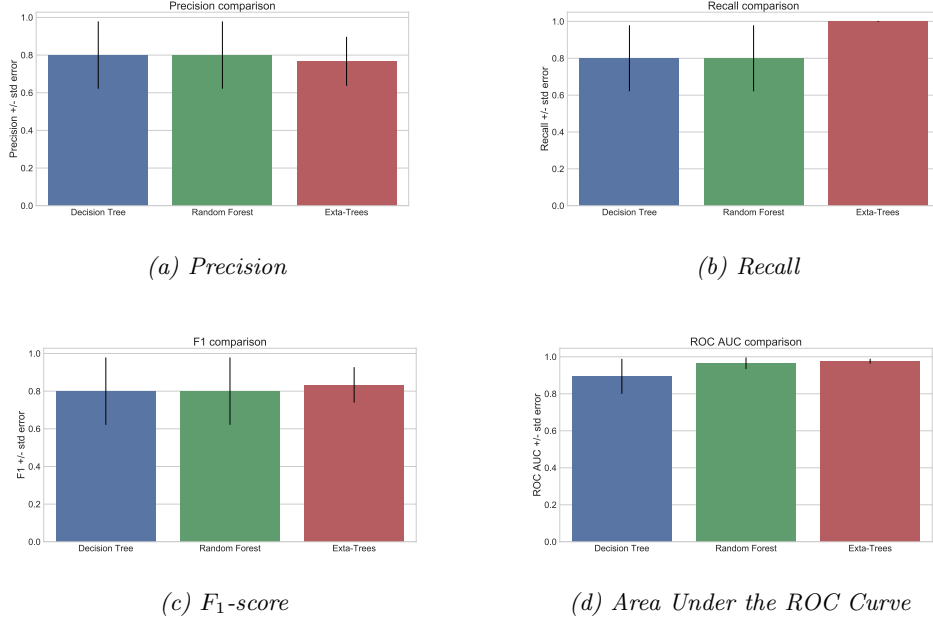 Precision comparison
Precision +/- std error
1.0
0.8
0.6
0.4
0.2
0.0
Decision Tree Random Forest Exta-Trees
(a) Precision
Recall comparison
Recall +/- std error
1.0
0.8
0.6
0.4
0.2
0.0
Decision Tree Random Forest Exta-Trees
(b) Recall
F1 comparison
F1 +/- std error
1.0
0.8
0.6
0.4
0.2
0.0
Decision Tree Random Forest Exta-Trees
(c) F₁-score
ROC AUC comparison
ROC AUC +/- std error
1.0
0.8
0.6
0.4
0.2
0.0
Decision Tree Random Forest Exta-Trees
(d) Area Under the ROC Curve